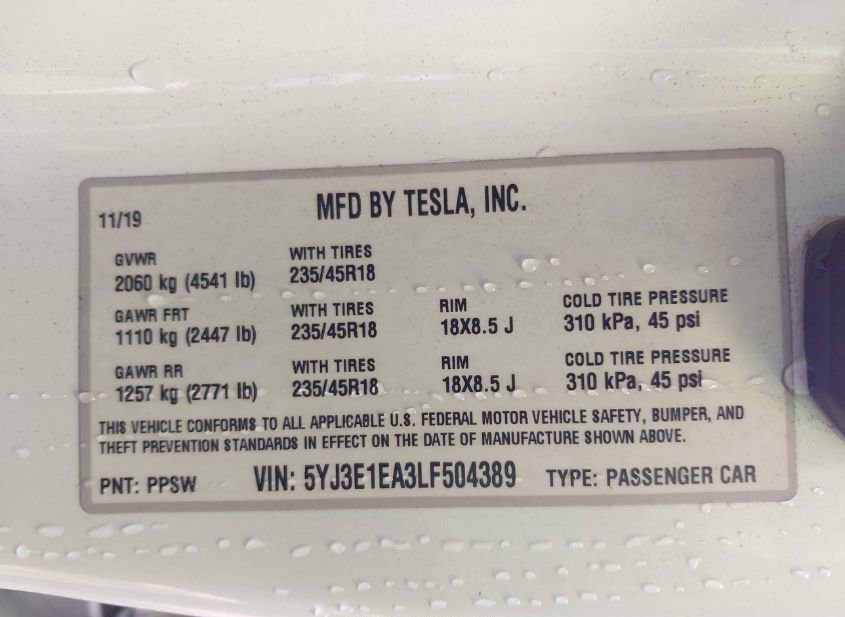 11/19
MFD BY TESLA, INC.
GVWR
2060 kg (4541 lb)
WITH TIRES
235/45R18
GAWR FRT
1110 kg (2447 lb)
WITH TIRES
235/45R18
RIM
18X8.5 J
COLD TIRE PRESSURE
310 kPa, 45 psi
GAWR RR
1257 kg (2771 lb)
WITH TIRES
235/45R18
RIM
18X8.5 J
COLD TIRE PRESSURE
310 kPa, 45 psi
THIS VEHICLE CONFORMS TO ALL APPLICABLE U.S. FEDERAL MOTOR VEHICLE SAFETY, BUMPER, AND
THEFT PREVENTION STANDARDS IN EFFECT ON THE DATE OF MANUFACTURE SHOWN ABOVE.
PNT: PPSW
VIN: 5YJ3E1EA3LF504389
TYPE: PASSENGER CAR